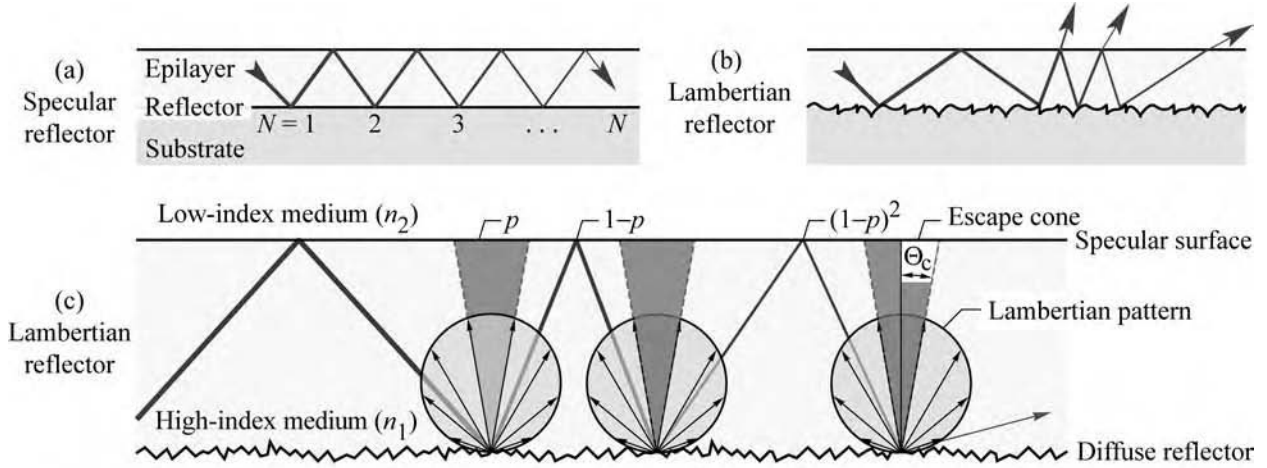 (a)
Specular
reflector
Epilayer
Reflector
N = 1 2 3 . . . N
Substrate
(b)
Lambertian
reflector
Low-index medium (n₂)
p
1–p
(1–p)²
Escape cone
Specular surface
Θc
(c)
Lambertian
reflector
Lambertian pattern
High-index medium (n₁)
Diffuse reflector